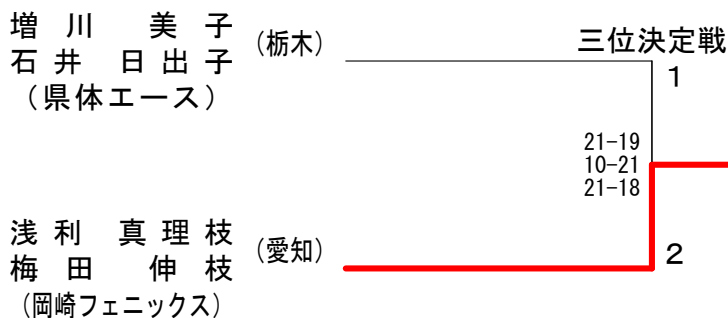 増川 美子
石井 日出子
（県体エース）
（栃木）
三位決定戦
1
21-19
10-21
21-18
浅利 真理枝
梅田 伸枝
（岡崎フェニックス）
（愛知）
2